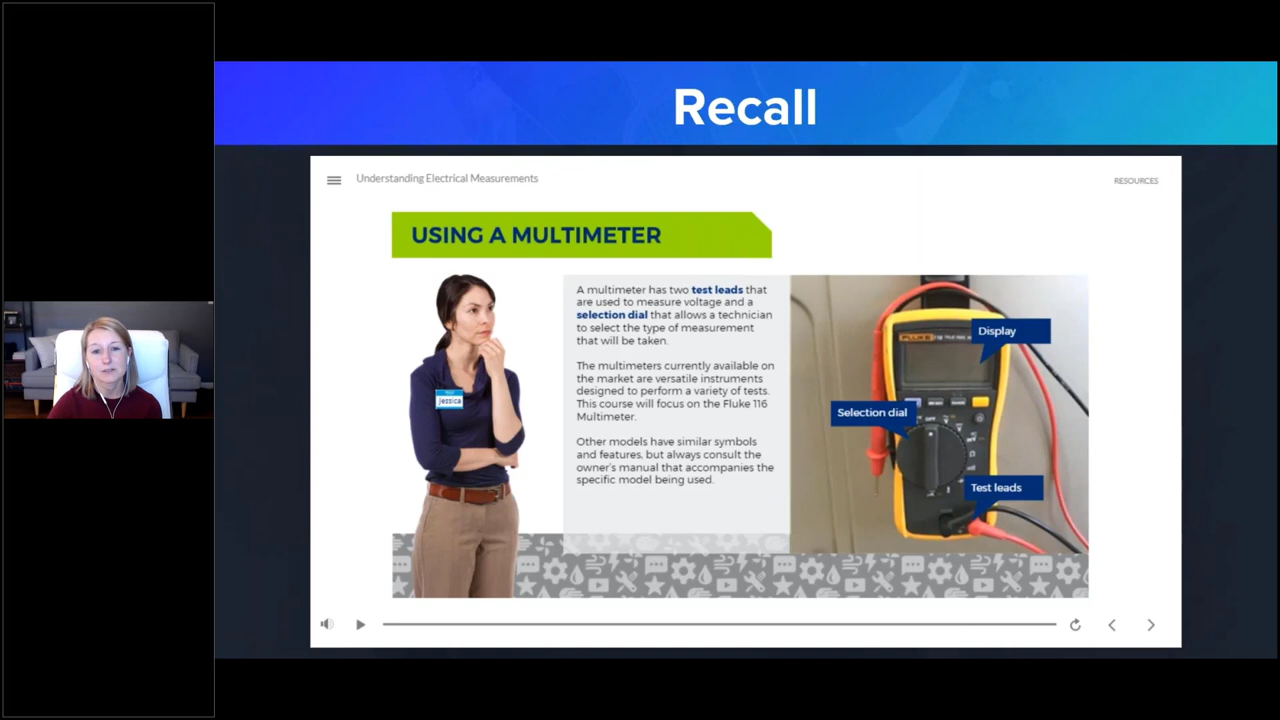 Recall
Understanding Electrical Measurements
RESOURCES
USING A MULTIMETER
A multimeter has two test leads that
are used to measure voltage and a
selection dial that allows a technician
to select the type of measurement
that will be taken.
The multimeters currently available on
the market are versatile instruments
designed to perform a variety of tests.
This course will focus on the Fluke 116
Multimeter.
Other models have similar symbols
and features, but always consult the
owner's manual that accompanies the
specific model being used.
jessica
Display
FLUKE
Selection dial
OFF
Test leads